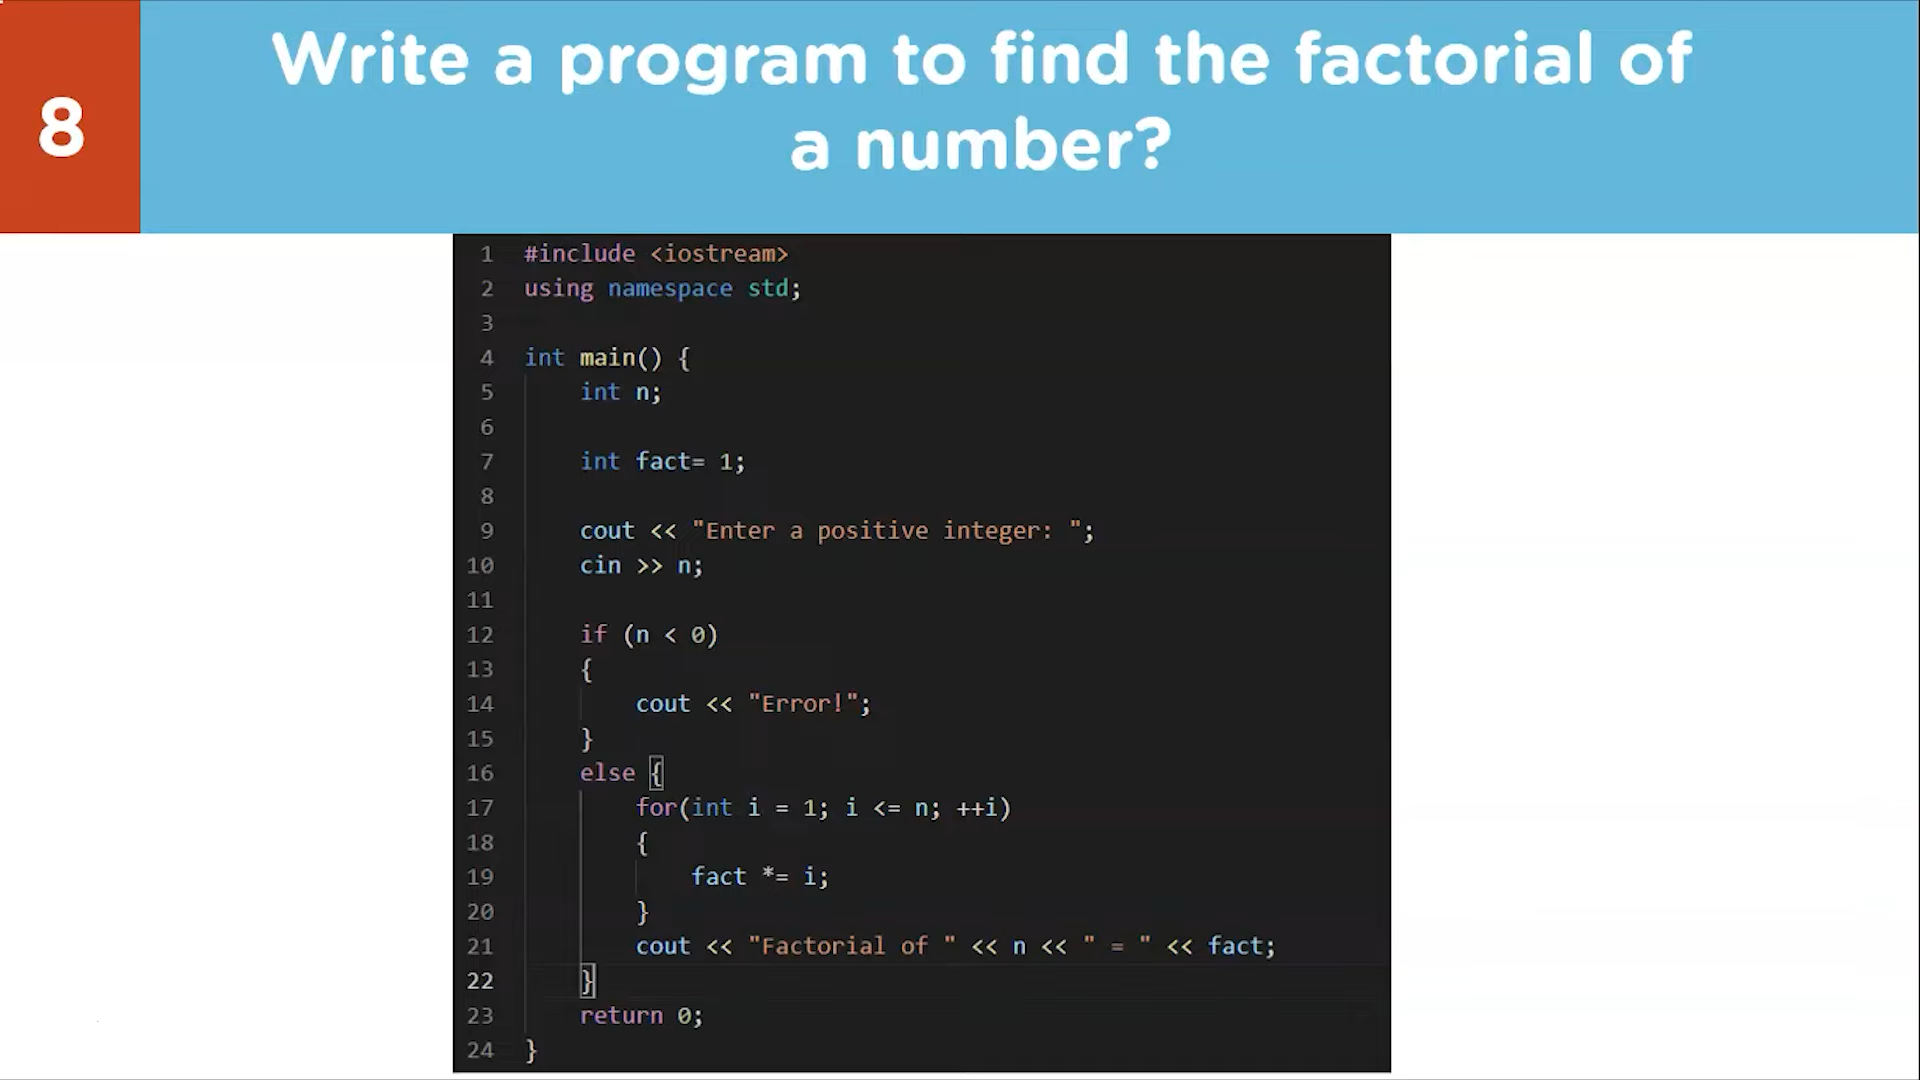 8
Write a program to find the factorial of
a number?
1 #include <iostream>
2 using namespace std;
3
4 int main() {
5     int n;
6
7     int fact= 1;
8
9     cout << "Enter a positive integer: ";
10     cin >> n;
11
12     if (n < 0)
13     {
14         cout << "Error!";
15     }
16     else {
17         for(int i = 1; i <= n; ++i)
18         {
19             fact *= i;
20         }
21         cout << "Factorial of " << n << " = " << fact;
22     }
23     return 0;
24 }